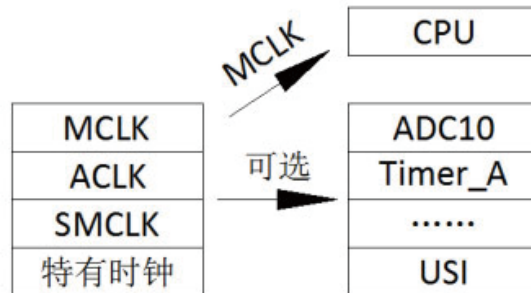 MCLK
CPU
MCLK
ACLK
SMCLK
特有时钟
可选
ADC10
Timer_A
……
USI